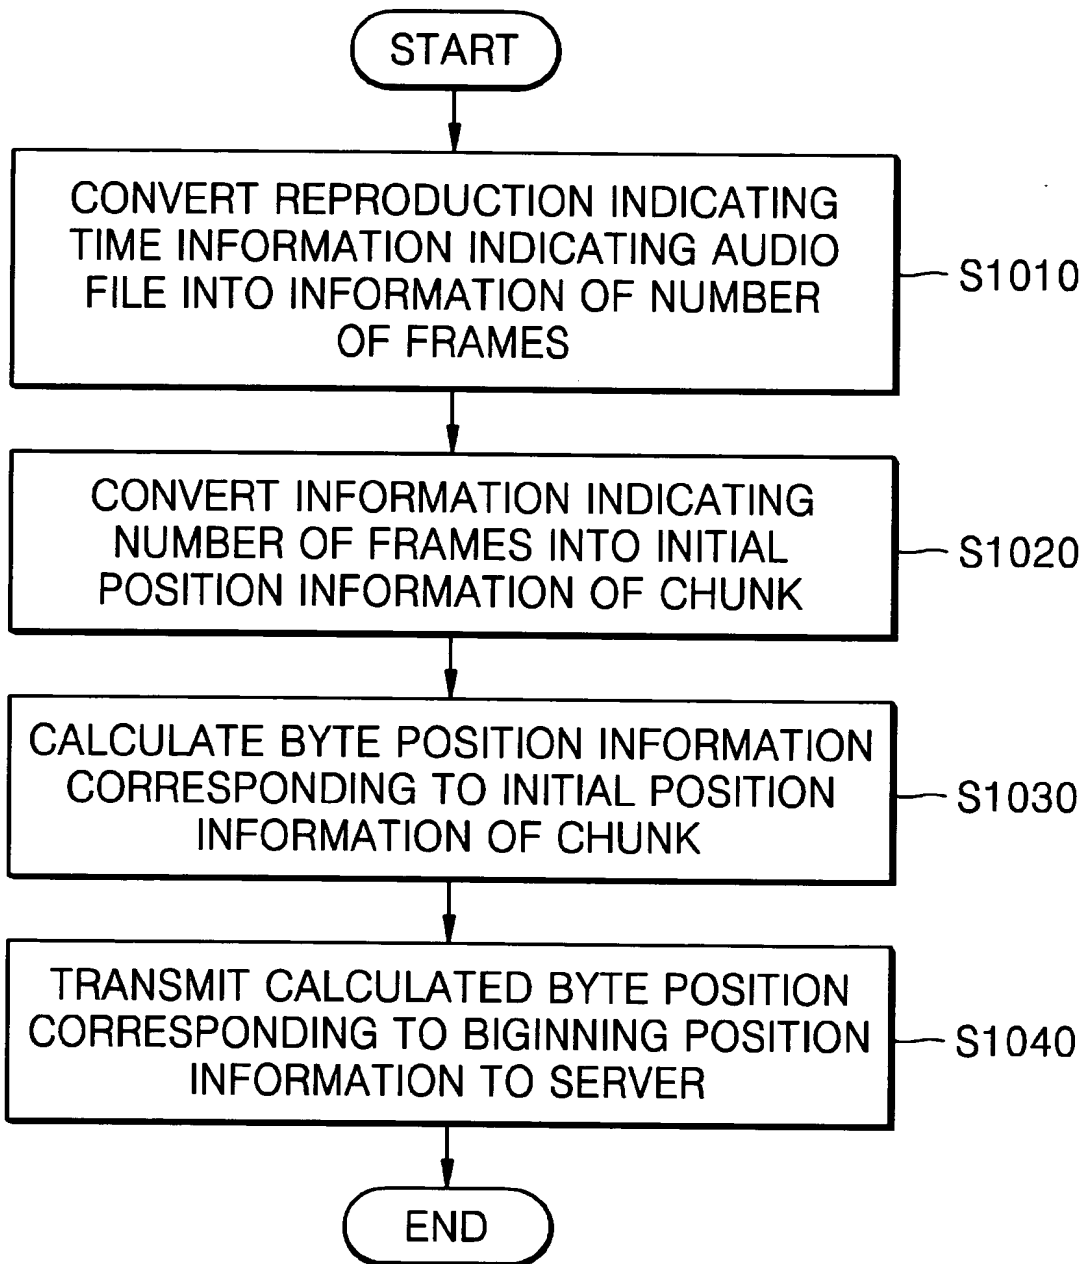 START
CONVERT REPRODUCTION INDICATING
TIME INFORMATION INDICATING AUDIO
FILE INTO INFORMATION OF NUMBER
OF FRAMES
S1010
CONVERT INFORMATION INDICATING
NUMBER OF FRAMES INTO INITIAL
POSITION INFORMATION OF CHUNK
S1020
CALCULATE BYTE POSITION INFORMATION
CORRESPONDING TO INITIAL POSITION
INFORMATION OF CHUNK
S1030
TRANSMIT CALCULATED BYTE POSITION
CORRESPONDING TO BIGINNING POSITION
INFORMATION TO SERVER
S1040
END